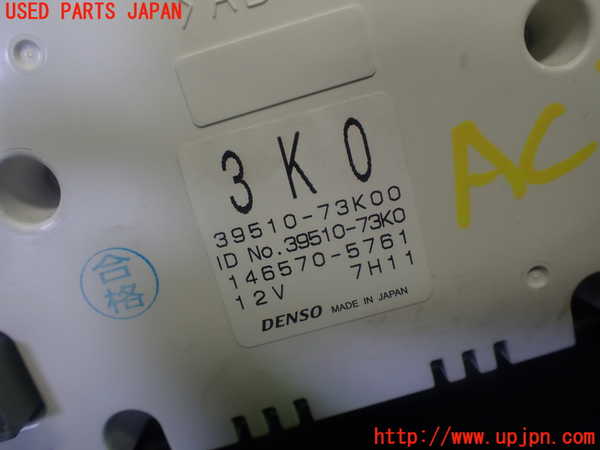 USED PARTS JAPAN
3K0
39510-73K00
ID No.39510-73K0
146570-5761
12V 7H11
DENSO MADE IN JAPAN
合格
AC
http://www.upjpn.com